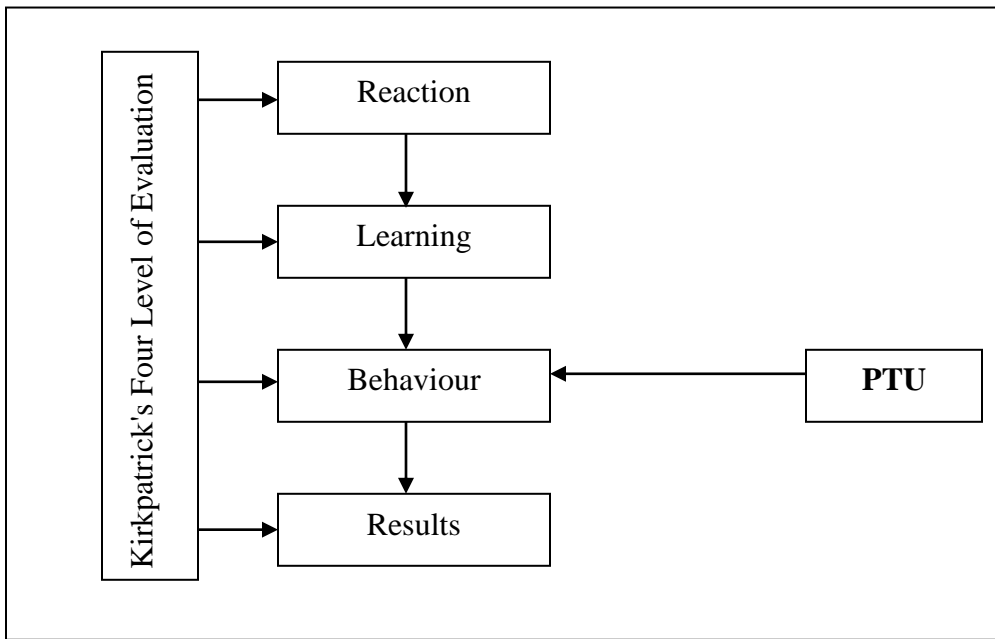 Kirkpatrick's Four Level of Evaluation
Reaction
Learning
Behaviour
PTU
Results